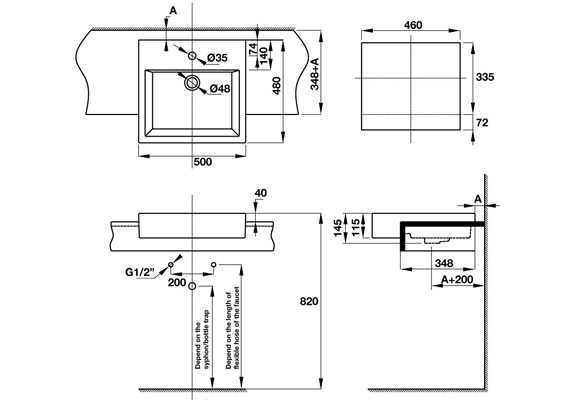 A
Ø35
Ø48
74
140
480
348+A
500
460
335
72
40
G1/2"
200
Depend on the
syphon/bottle trap
Depend on the length of
flexible hose of the faucet
820
A
145
115
348
A+200